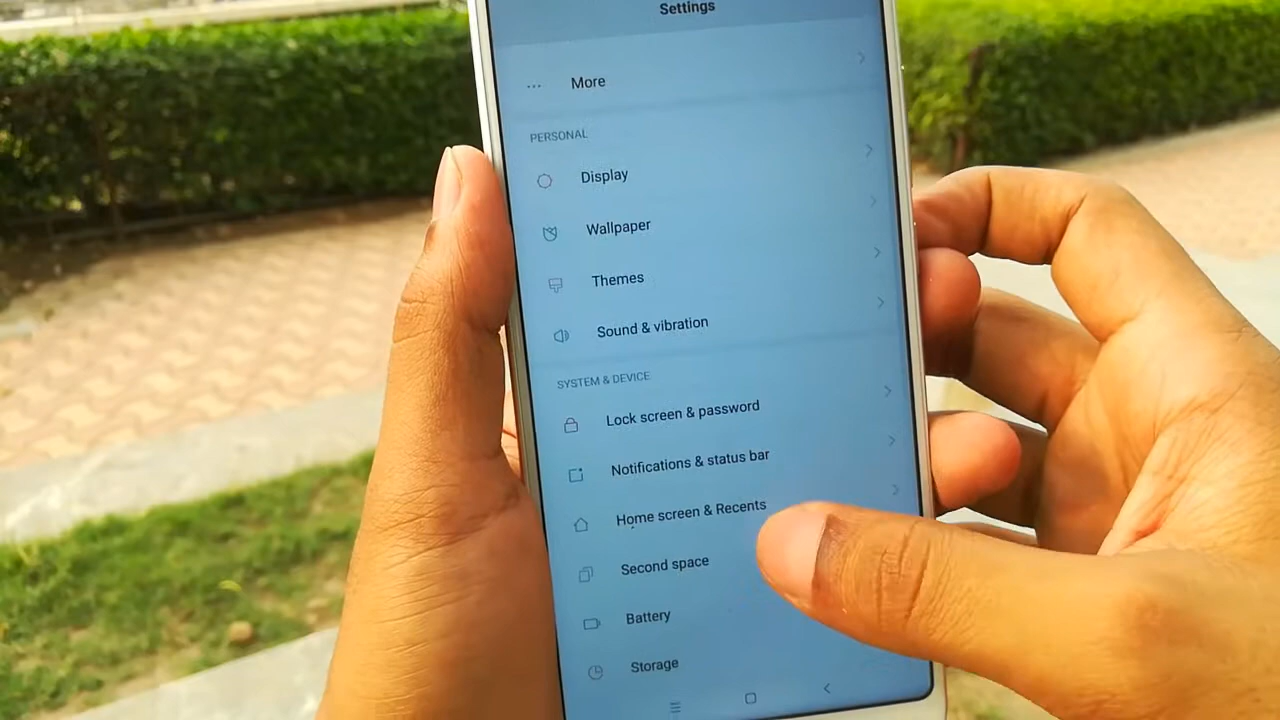 Settings
More
PERSONAL
Display
Wallpaper
Themes
Sound & vibration
SYSTEM & DEVICE
Lock screen & password
Notifications & status bar
Home screen & Recents
Second space
Battery
Storage